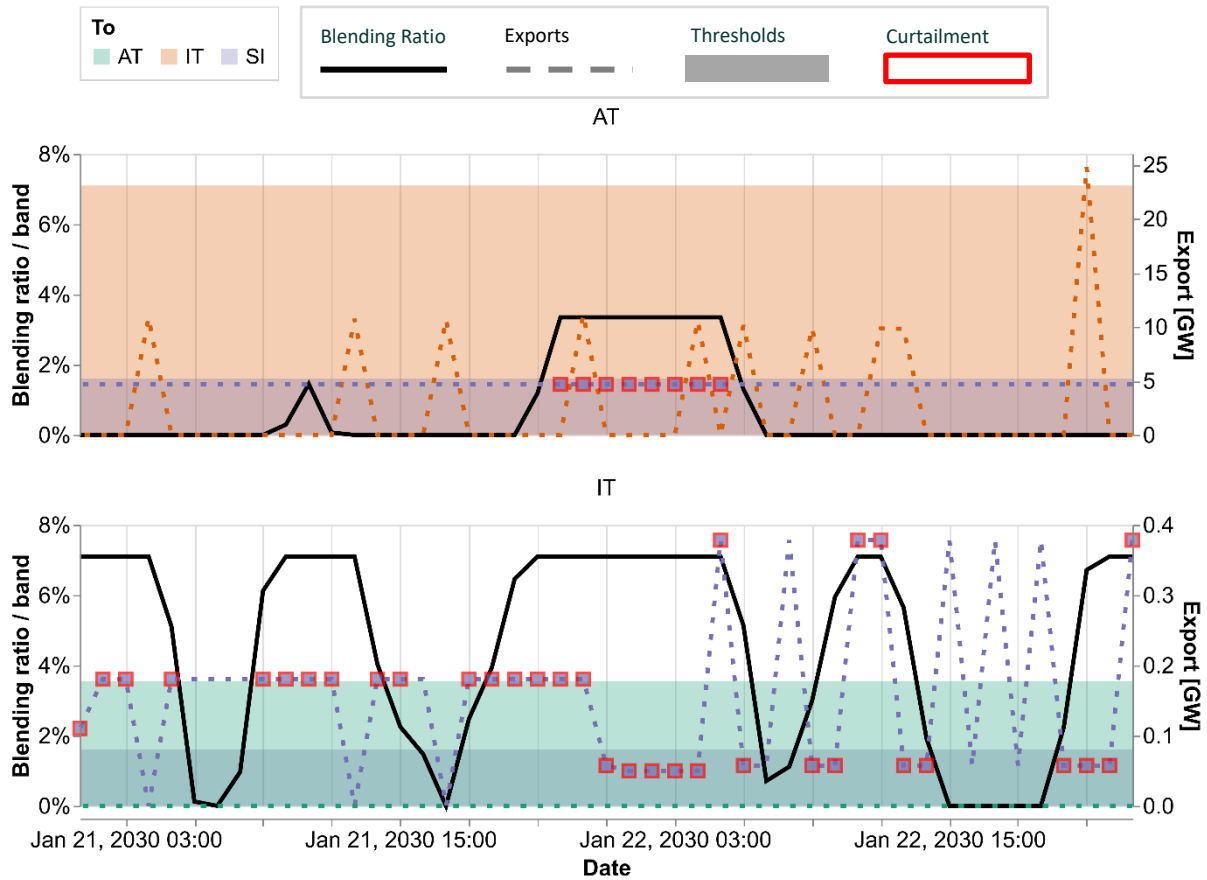 To
AT IT SI
Blending Ratio Exports Thresholds Curtailment
AT
Blending ratio / band
8%
6%
4%
2%
0%
25
20
15
10
5
0
Export [GW]
IT
Blending ratio / band
8%
6%
4%
2%
0%
0.4
0.3
0.2
0.1
0.0
Export [GW]
Jan 21, 2030 03:00 Jan 21, 2030 15:00 Jan 22, 2030 03:00 Jan 22, 2030 15:00
Date